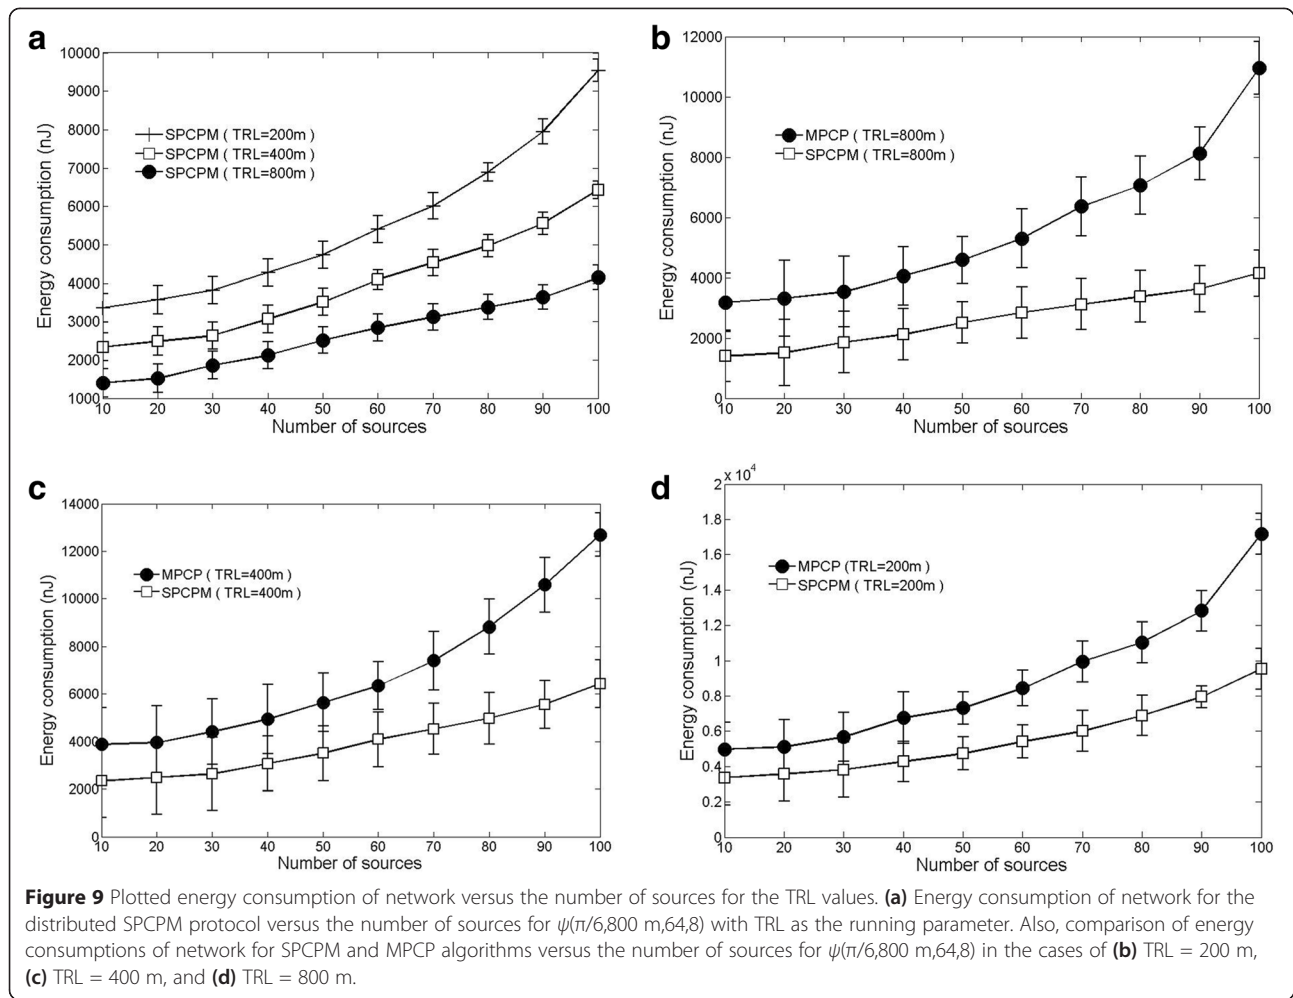 a
10000
9000
8000
7000
6000
5000
4000
3000
2000
1000
Energy consumption (nJ)
SPCPM ( TRL=200m )
SPCPM ( TRL=400m )
SPCPM ( TRL=800m )
10 20 30 40 50 60 70 80 90 100
Number of sources
b
12000
10000
8000
6000
4000
2000
0
Energy consumption (nJ)
MPCP ( TRL=800m )
SPCPM ( TRL=800m )
10 20 30 40 50 60 70 80 90 100
Number of sources
c
14000
12000
10000
8000
6000
4000
2000
0
Energy consumption (nJ)
MPCP ( TRL=400m )
SPCPM ( TRL=400m )
10 20 30 40 50 60 70 80 90 100
Number of sources
d
x 10⁴
2
1.8
1.6
1.4
1.2
1
0.8
0.6
0.4
0.2
0
Energy consumption (nJ)
MPCP (TRL=200m )
SPCPM ( TRL=200m )
10 20 30 40 50 60 70 80 90 100
Number of sources
Figure 9 Plotted energy consumption of network versus the number of sources for the TRL values. (a) Energy consumption of network for the
distributed SPCPM protocol versus the number of sources for ψ(π/6,800 m,64,8) with TRL as the running parameter. Also, comparison of energy
consumptions of network for SPCPM and MPCP algorithms versus the number of sources for ψ(π/6,800 m,64,8) in the cases of (b) TRL = 200 m,
(c) TRL = 400 m, and (d) TRL = 800 m.